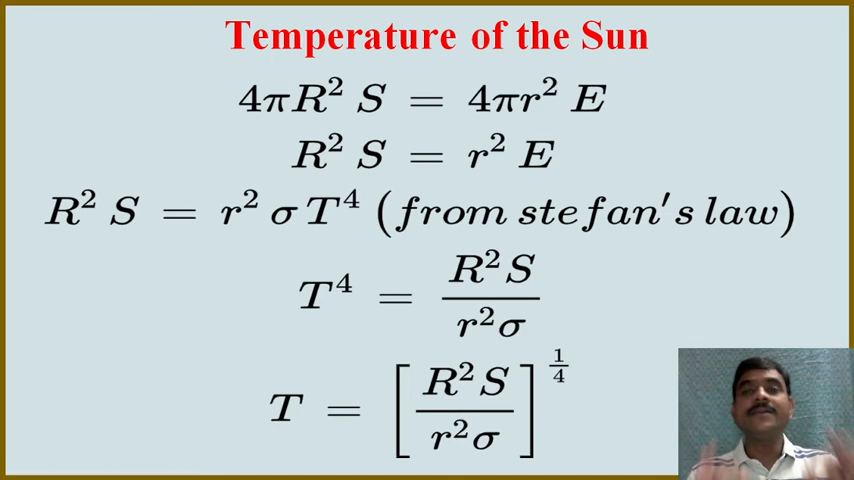 Temperature of the Sun
4πR² S = 4πr² E
R² S = r² E
R² S = r² σ T⁴ (from stefan's law)
T⁴ = R²S / r²σ
T = [R²S / r²σ]^1/4